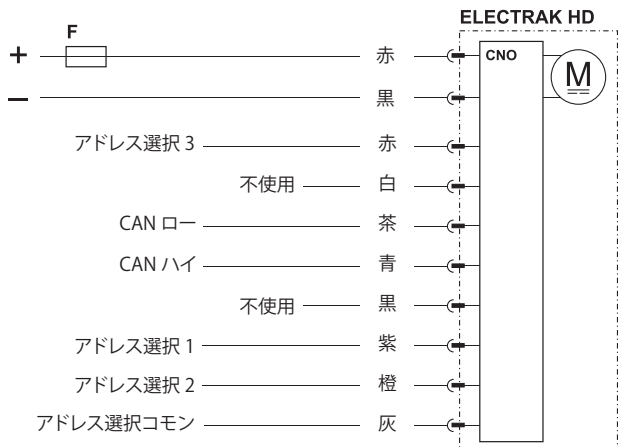 ELECTRAK HD
F
+ 赤 CNO M
− 黒
アドレス選択 3 赤
不使用 白
CAN ロー 茶
CAN ハイ 青
不使用 黒
アドレス選択 1 紫
アドレス選択 2 橙
アドレス選択コモン 灰